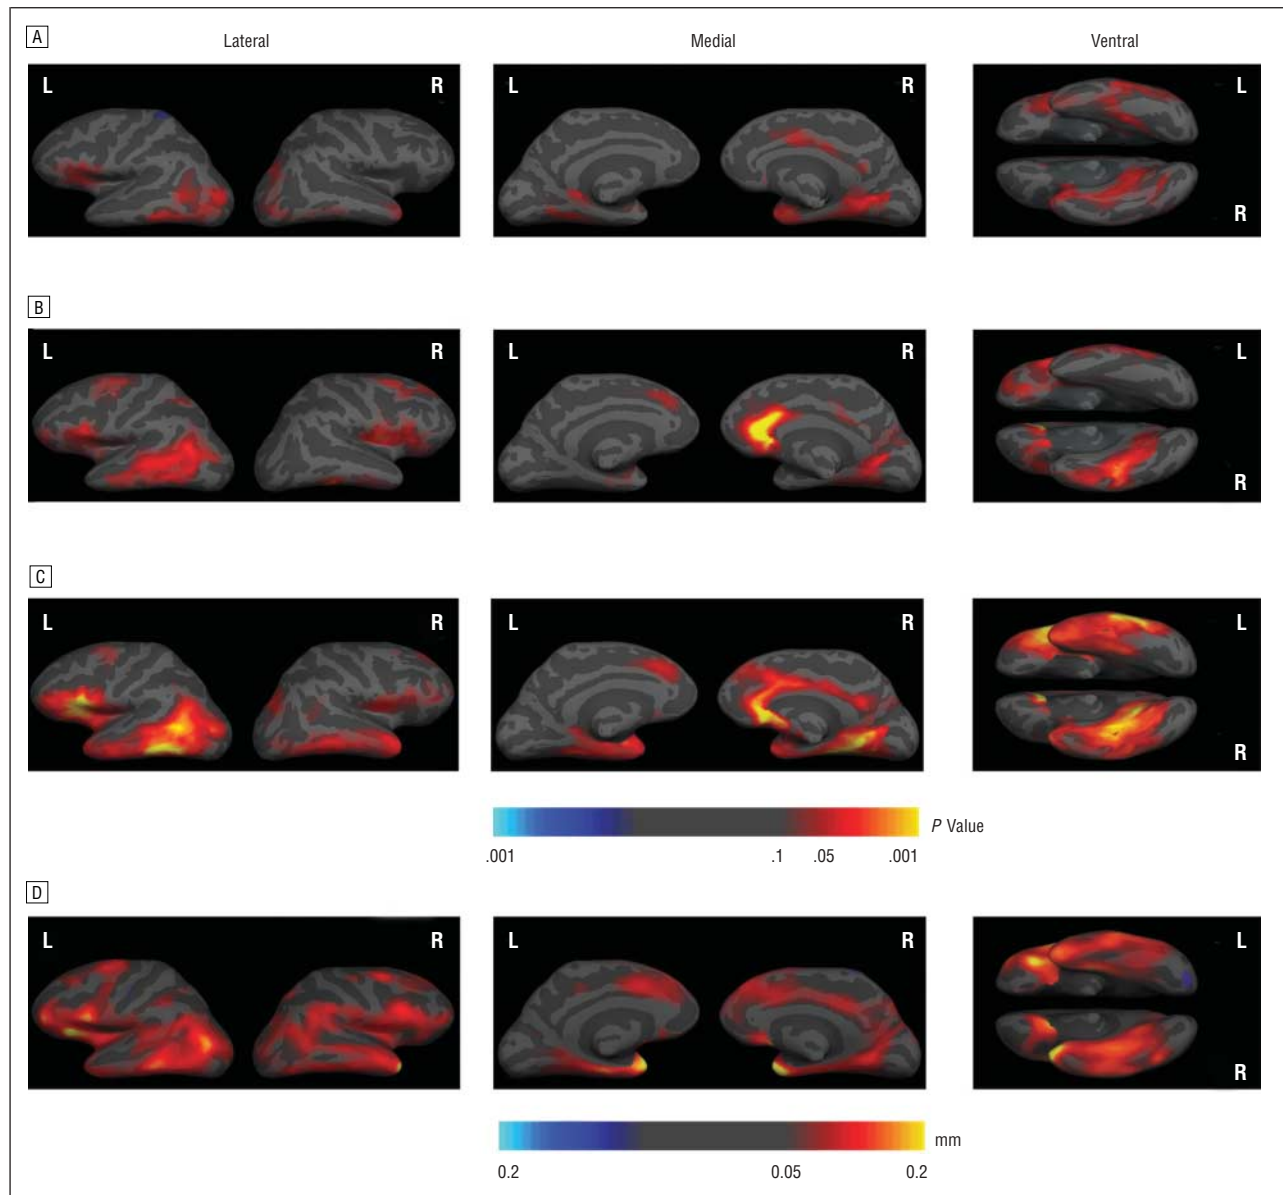 A
Lateral Medial Ventral
L R L R L
R
B
L R L R L
R
C
L R L R L
R
P Value
.001 .1 .05 .001
D
L R L R L
R
mm
0.2 0.05 0.2